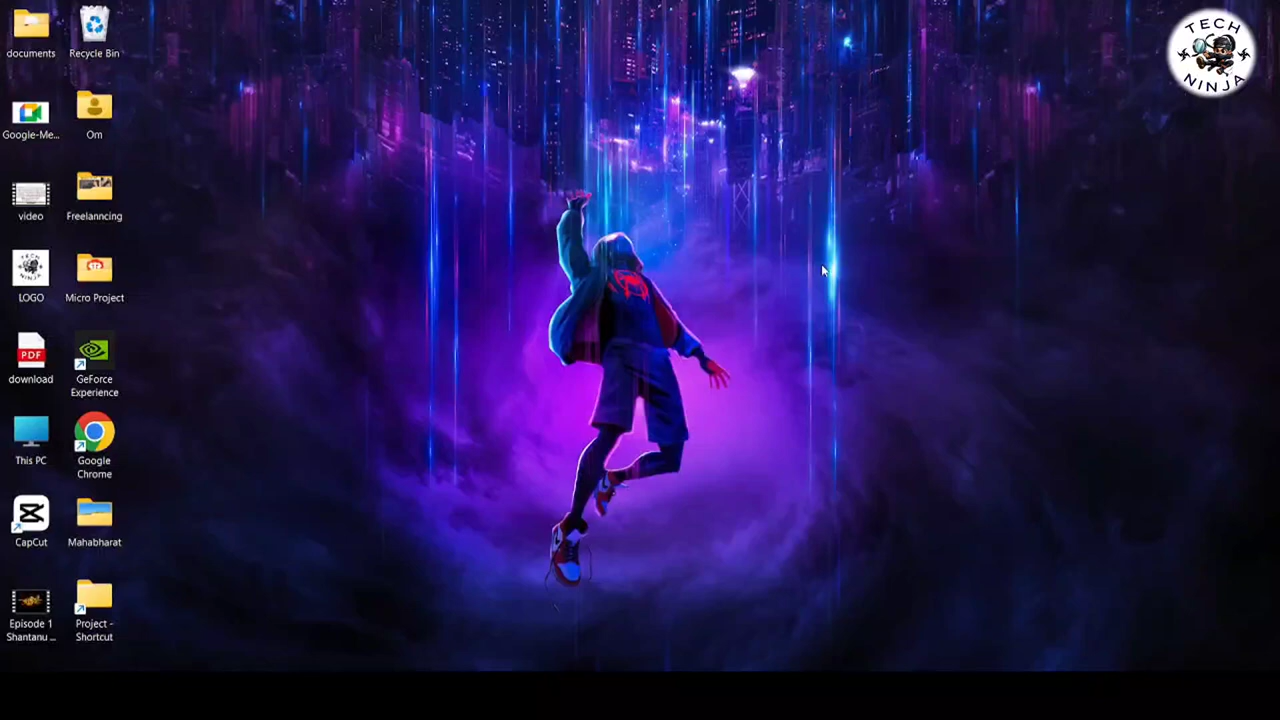 documents
Recycle Bin
Google-Me...
Om
video
Freelanncing
LOGO
Micro Project
PDF
download
GeForce
Experience
This PC
Google
Chrome
CapCut
Mahabharat
Episode 1
Shantanu ...
Project -
Shortcut
TECH
NINJA